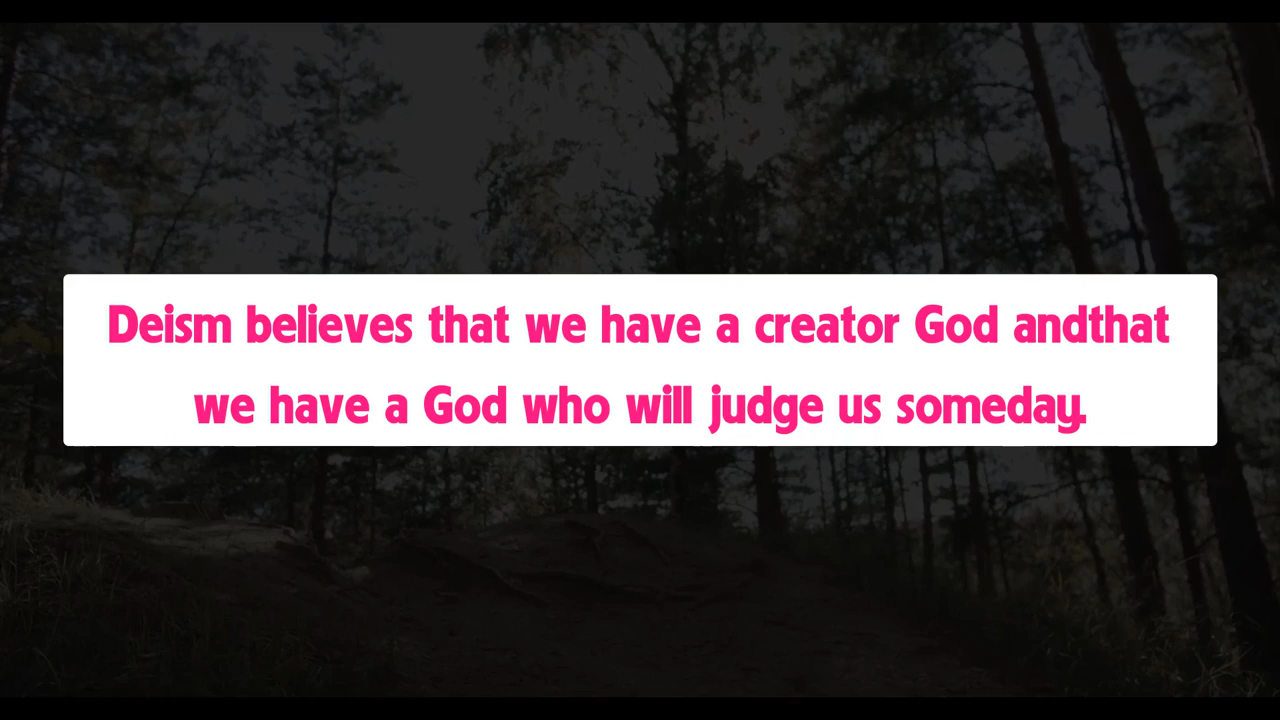 Deism believes that we have a creator God andthat
we have a God who will judge us someday.